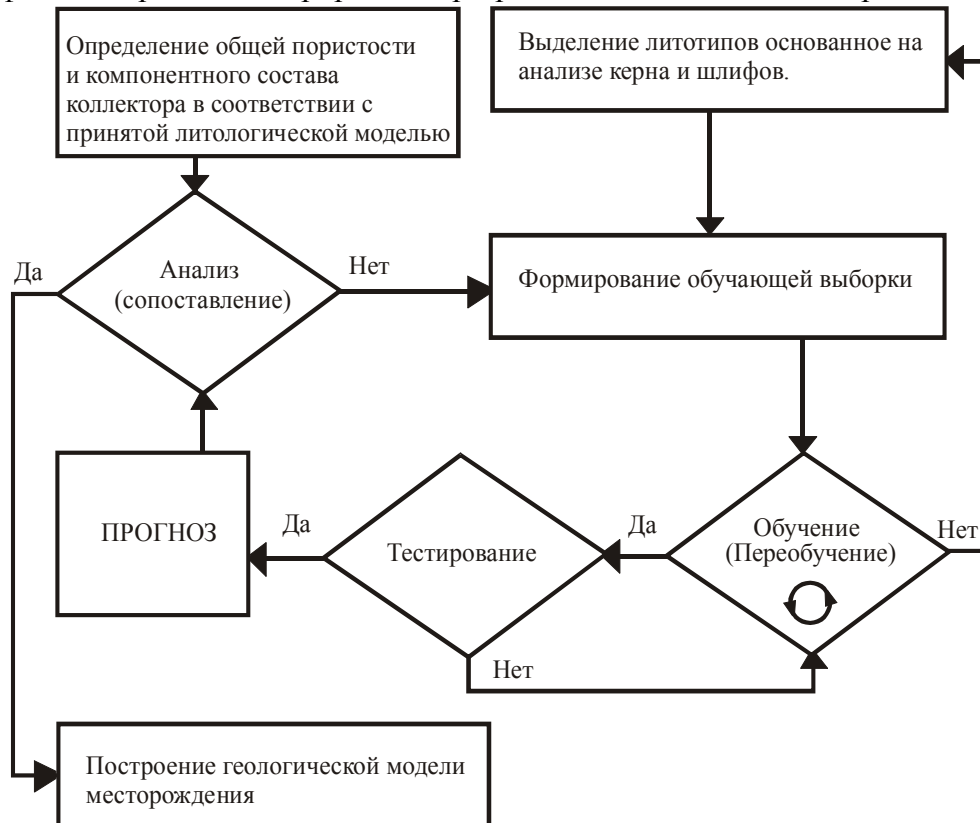 Определение общей пористости
и компонентного состава
коллектора в соответствии с
принятой литологической моделью
Выделение литотипов основанное на
анализе керна и шлифов.
Да
Анализ
(сопоставление)
Нет
Формирование обучающей выборки
ПРОГНОЗ
Да
Тестирование
Да
Обучение
(Переобучение)
Нет
Нет
Построение геологической модели
месторождения